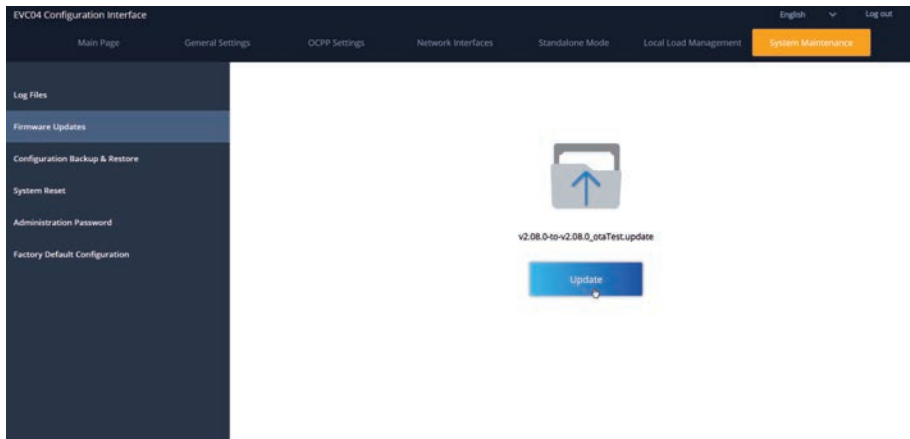 EVC04 Configuration Interface
English
Log out
Main Page
General Settings
OCPP Settings
Network Interfaces
Standalone Mode
Local Load Management
System Maintenance
Log Files
Firmware Updates
Configuration Backup & Restore
System Reset
Administration Password
Factory Default Configuration
v2.08.0-to-v2.08.0_otaTest.update
Update